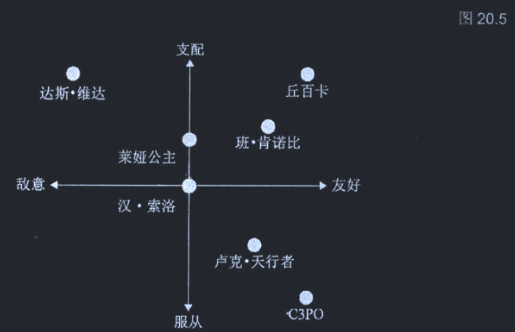 图 20.5
支配
达斯•维达
丘百卡
班•肯诺比
莱娅公主
敌意
友好
汉·索洛
卢克•天行者
C3PO
服从